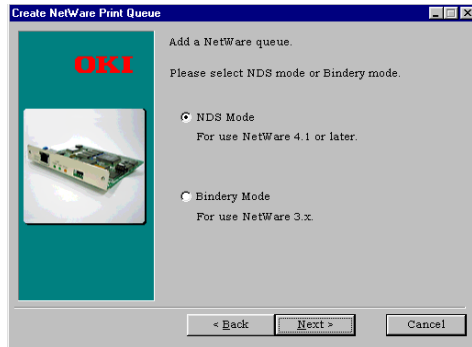 Create NetWare Print Queue
OKI
Add a NetWare queue.
Please select NDS mode or Bindery mode.
NDS Mode
For use NetWare 4.1 or later.
Bindery Mode
For use NetWare 3.x.
< Back
Next >
Cancel